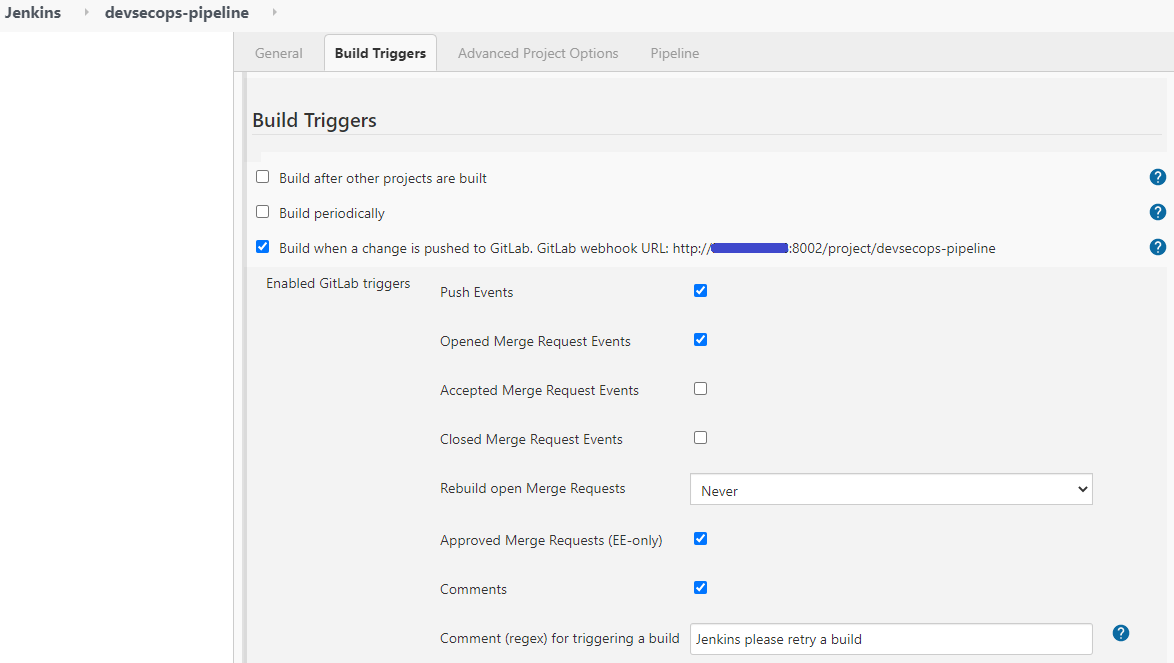 Jenkins devsecops-pipeline
General Build Triggers Advanced Project Options Pipeline
Build Triggers
Build after other projects are built ?
Build periodically ?
Build when a change is pushed to GitLab. GitLab webhook URL: http:// :8002/project/devsecops-pipeline ?
Enabled GitLab triggers
Push Events
Opened Merge Request Events
Accepted Merge Request Events
Closed Merge Request Events
Rebuild open Merge Requests Never
Approved Merge Requests (EE-only)
Comments
Comment (regex) for triggering a build Jenkins please retry a build ?